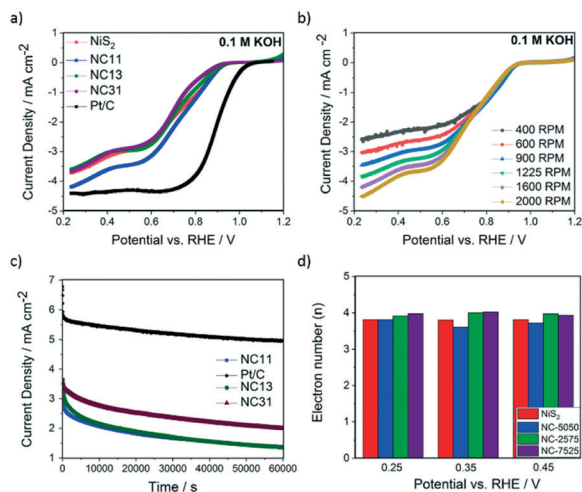 a)
0.1 M KOH
NiS2
NC11
NC13
NC31
Pt/C
0
-1
-2
-3
-4
-5
Current Density / mA cm-2
0.2 0.4 0.6 0.8 1.0 1.2
Potential vs. RHE / V
b)
0.1 M KOH
400 RPM
600 RPM
900 RPM
1225 RPM
1600 RPM
2000 RPM
0
-1
-2
-3
-4
-5
Current Density / mA cm-2
0.2 0.4 0.6 0.8 1.0 1.2
Potential vs. RHE / V
c)
7
6
5
4
3
2
1
Current Density / mA cm-2
NC11
Pt/C
NC13
NC31
0 10000 20000 30000 40000 50000 60000
Time / s
d)
5
4
3
2
1
0
Electron number (n)
NiS2
NC-5050
NC-2575
NC-7525
0.25 0.35 0.45
Potential vs. RHE / V